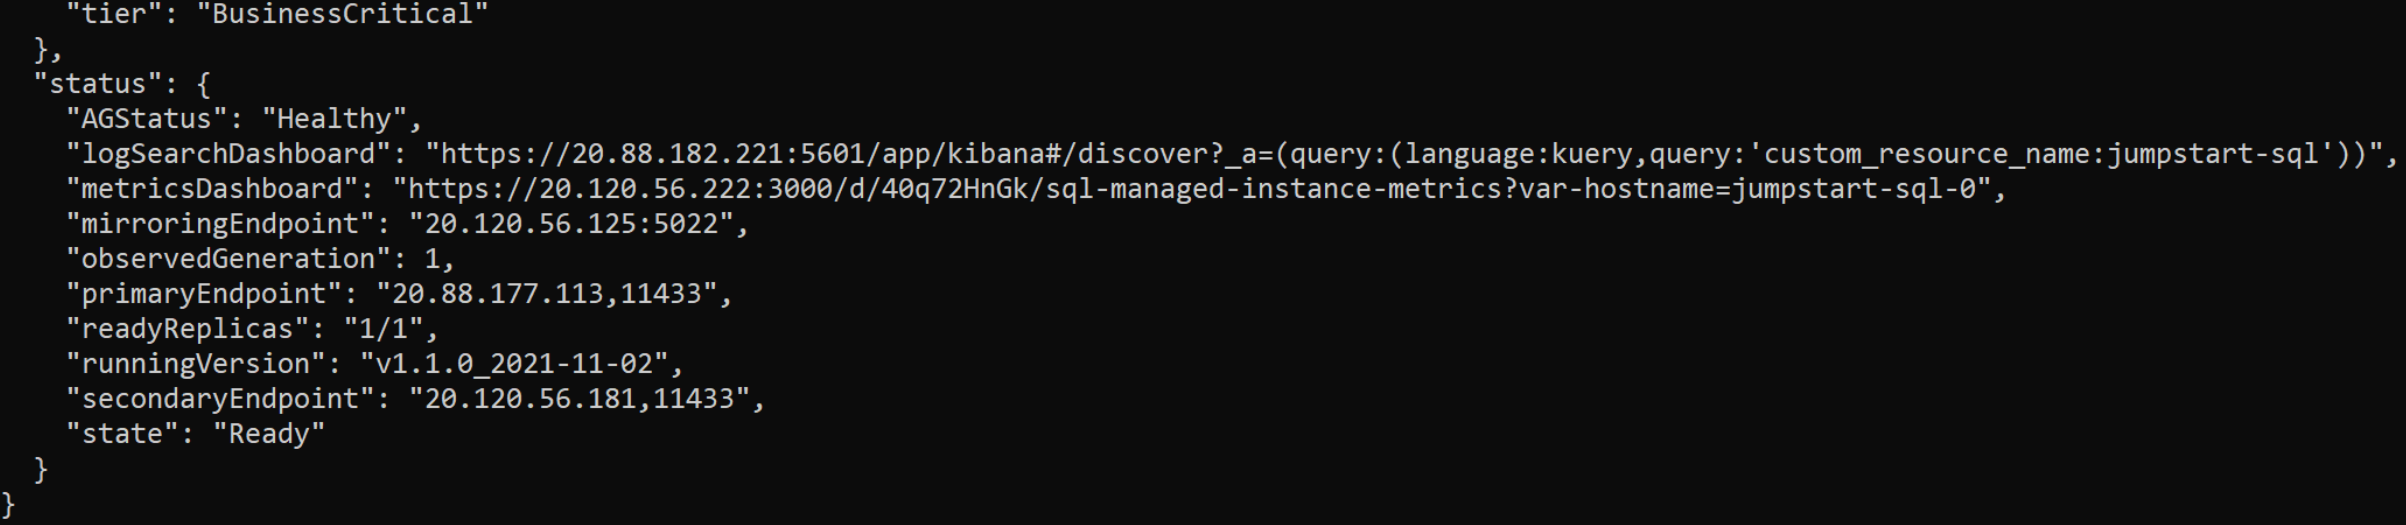 "tier": "BusinessCritical"
},
"status": {
"AGStatus": "Healthy",
"logSearchDashboard": "https://20.88.182.221:5601/app/kibana#/discover?_a=(query:(language:kuery,query:'custom_resource_name:jumpstart-sql'))",
"metricsDashboard": "https://20.120.56.222:3000/d/40q72HnGk/sql-managed-instance-metrics?var-hostname=jumpstart-sql-0",
"mirroringEndpoint": "20.120.56.125:5022",
"observedGeneration": 1,
"primaryEndpoint": "20.88.177.113,11433",
"readyReplicas": "1/1",
"runningVersion": "v1.1.0_2021-11-02",
"secondaryEndpoint": "20.120.56.181,11433",
"state": "Ready"
}
}